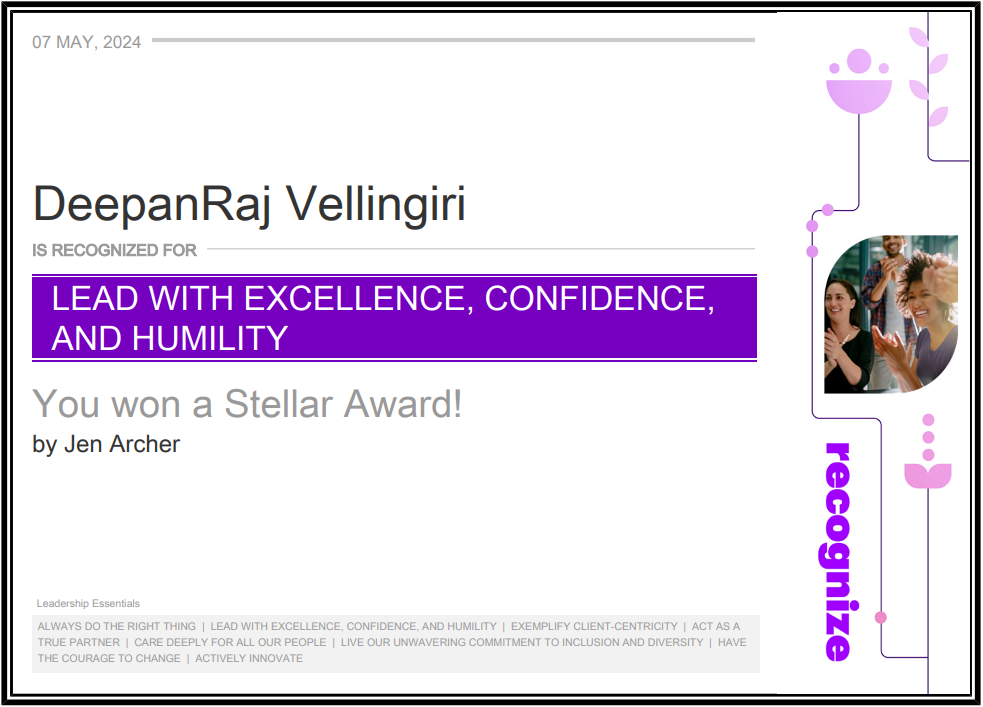 07 MAY, 2024
DeepanRaj Vellingiri
IS RECOGNIZED FOR
LEAD WITH EXCELLENCE, CONFIDENCE,
AND HUMILITY
You won a Stellar Award!
by Jen Archer
recognize
Leadership Essentials
ALWAYS DO THE RIGHT THING | LEAD WITH EXCELLENCE, CONFIDENCE, AND HUMILITY | EXEMPLIFY CLIENT-CENTRICITY | ACT AS A
TRUE PARTNER | CARE DEEPLY FOR ALL OUR PEOPLE | LIVE OUR UNWAVERING COMMITMENT TO INCLUSION AND DIVERSITY | HAVE
THE COURAGE TO CHANGE | ACTIVELY INNOVATE